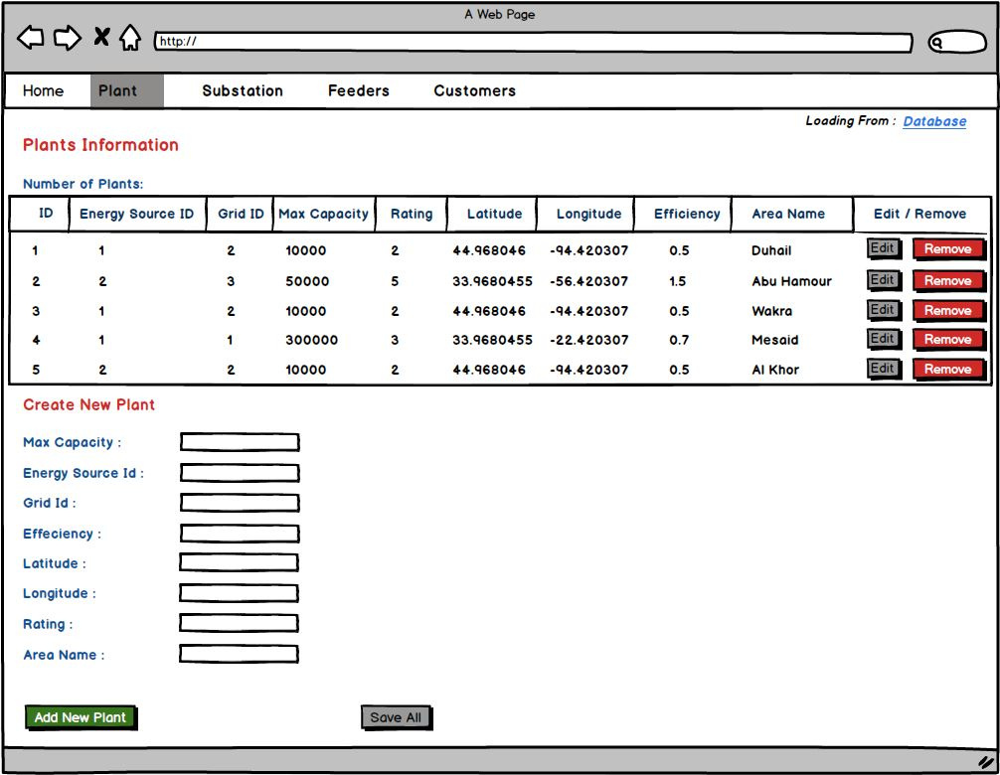 A Web Page
http://
Home Plant Substation Feeders Customers
Loading From : Database
Plants Information
Number of Plants:
ID Energy Source ID Grid ID Max Capacity Rating Latitude Longitude Efficiency Area Name Edit / Remove
1 1 2 10000 2 44.968046 -94.420307 0.5 Duhail Edit Remove
2 2 3 50000 5 33.9680455 -56.420307 1.5 Abu Hamour Edit Remove
3 1 2 10000 2 44.968046 -94.420307 0.5 Wakra Edit Remove
4 1 1 300000 3 33.9680455 -22.420307 0.7 Mesaid Edit Remove
5 2 2 10000 2 44.968046 -94.420307 0.5 Al Khor Edit Remove
Create New Plant
Max Capacity :
Energy Source Id :
Grid Id :
Effeciency :
Latitude :
Longitude :
Rating :
Area Name :
Add New Plant Save All